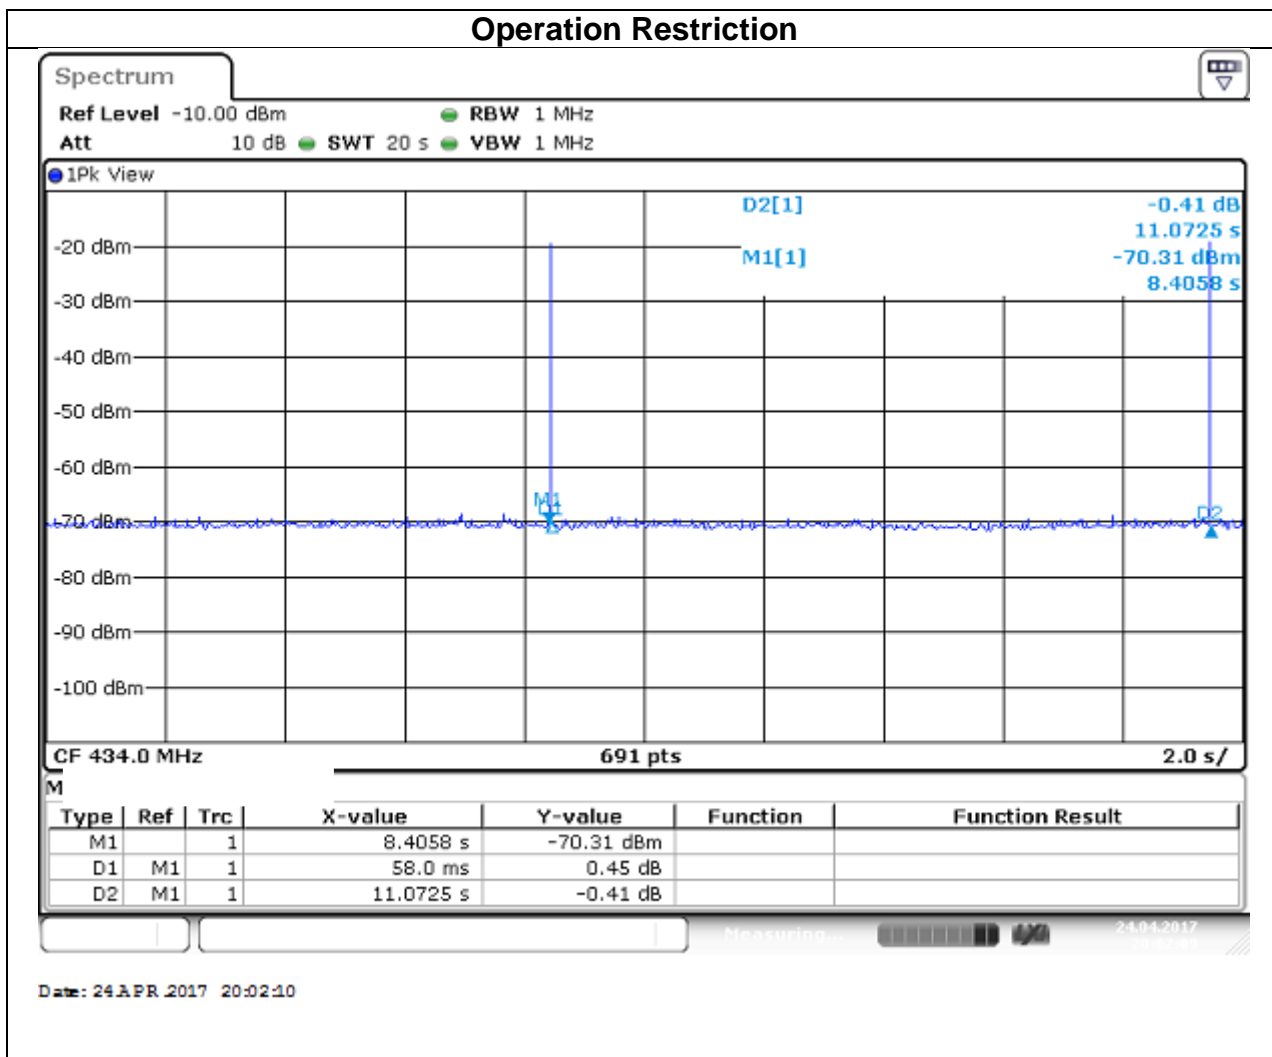 Operation Restriction
Spectrum
Ref Level -10.00 dBm RBW 1 MHz
Att 10 dB SWT 20 s VBW 1 MHz
1Pk View
D2[1] -0.41 dB
11.0725 s
M1[1] -70.31 dBm
8.4058 s
-20 dBm
-30 dBm
-40 dBm
-50 dBm
-60 dBm
-70 dBm
-80 dBm
-90 dBm
-100 dBm
M1
D1
D2
CF 434.0 MHz 691 pts 2.0 s/
M
Type Ref Trc X-value Y-value Function Function Result
M1 1 8.4058 s -70.31 dBm
D1 M1 1 58.0 ms 0.45 dB
D2 M1 1 11.0725 s -0.41 dB
Measuring... 24.04.2017
Date: 24.APR.2017 20:02:10